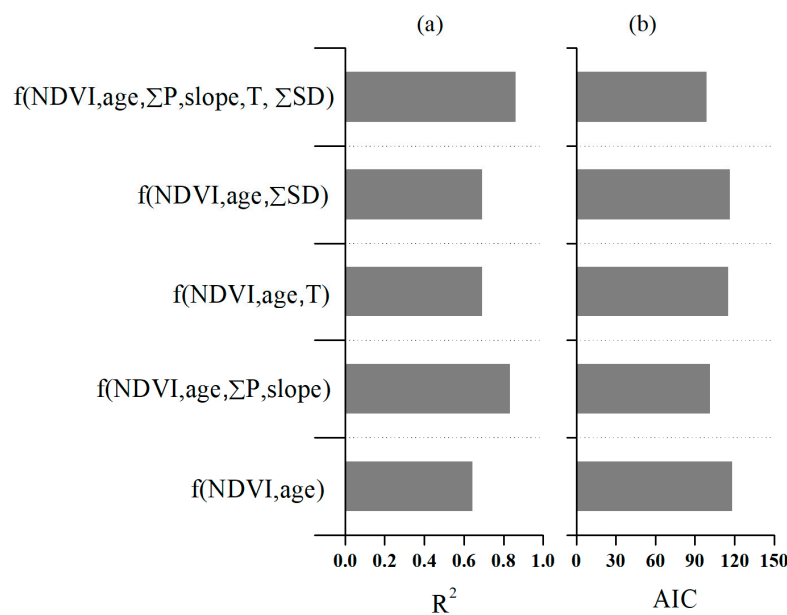 (a) (b)
f(NDVI,age,∑P,slope,T, ∑SD)
f(NDVI,age,∑SD)
f(NDVI,age,T)
f(NDVI,age,∑P,slope)
f(NDVI,age)
0.0 0.2 0.4 0.6 0.8 1.0 0 30 60 90 120 150
R² AIC